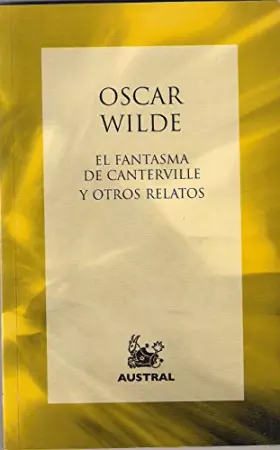 OSCAR
WILDE
EL FANTASMA
DE CANTERVILLE
Y OTROS RELATOS
AUSTRAL